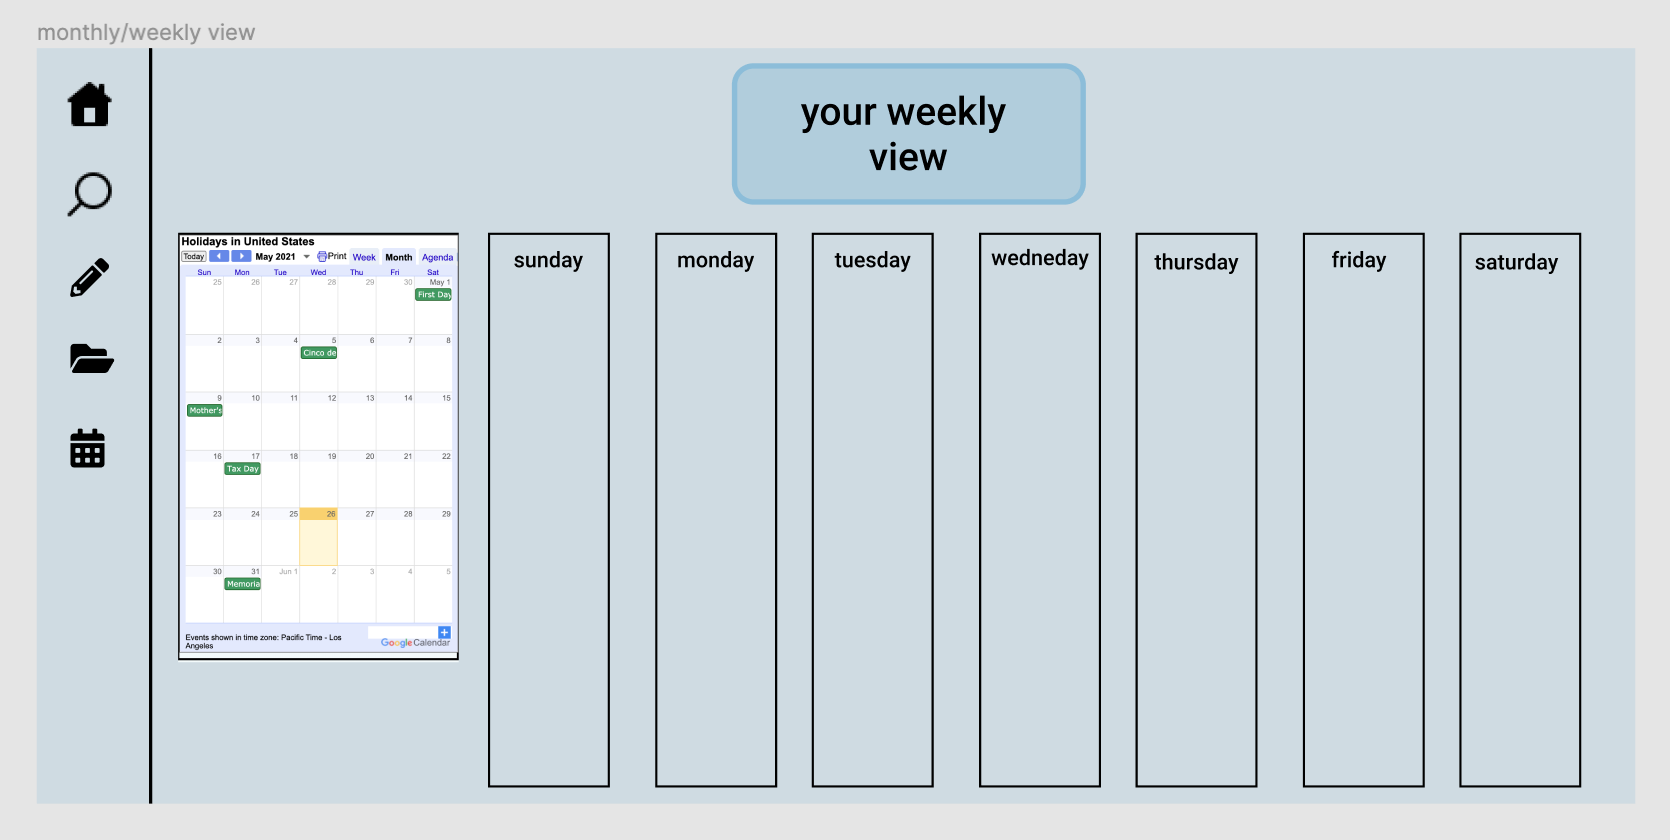 monthly/weekly view
your weekly
view
Holidays in United States
Today May 2021 Print Week Month Agenda
Sun Mon Tue Wed Thu Fri Sat
25 26 27 28 29 30 May 1
First Day
2 3 4 5 6 7 8
Cinco de
9 10 11 12 13 14 15
Mother's
16 17 18 19 20 21 22
Tax Day
23 24 25 26 27 28 29
30 31 Jun 1 2 3 4 5
Memoria
Events shown in time zone: Pacific Time - Los
Angeles
Google Calendar
sunday
monday
tuesday
wedneday
thursday
friday
saturday